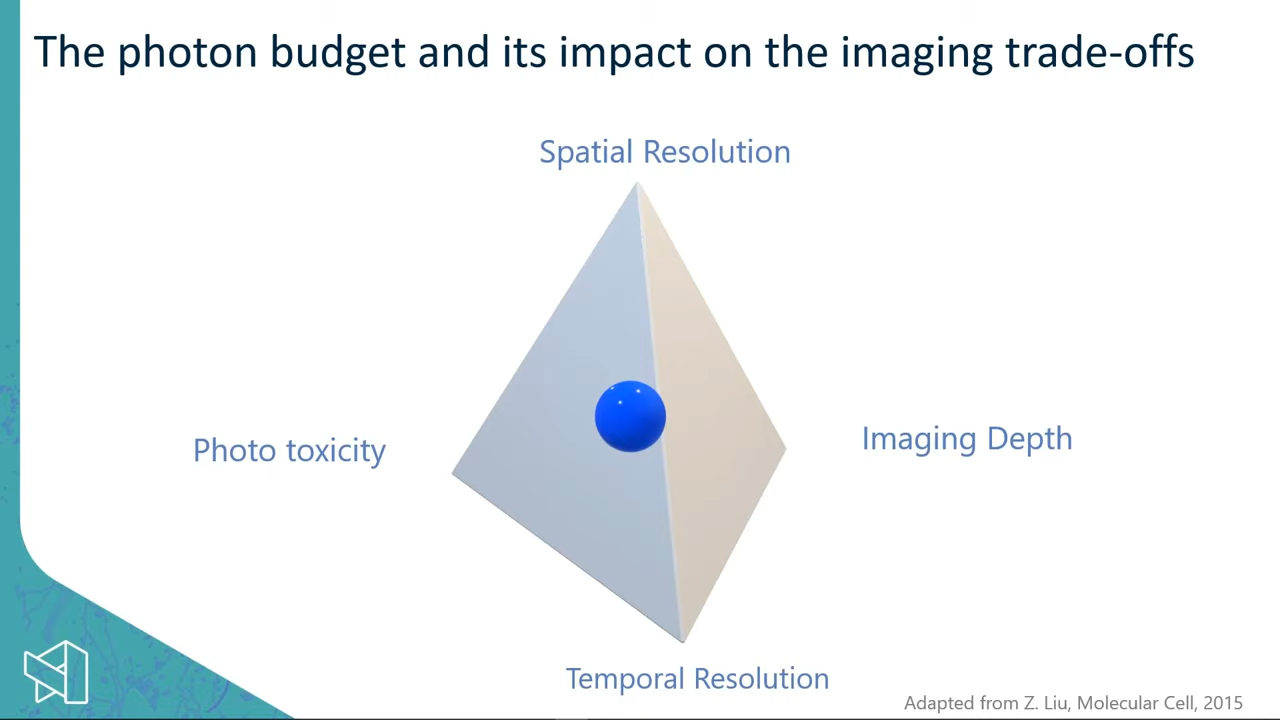 The photon budget and its impact on the imaging trade-offs
Spatial Resolution
Photo toxicity
Imaging Depth
Temporal Resolution
Adapted from Z. Liu, Molecular Cell, 2015